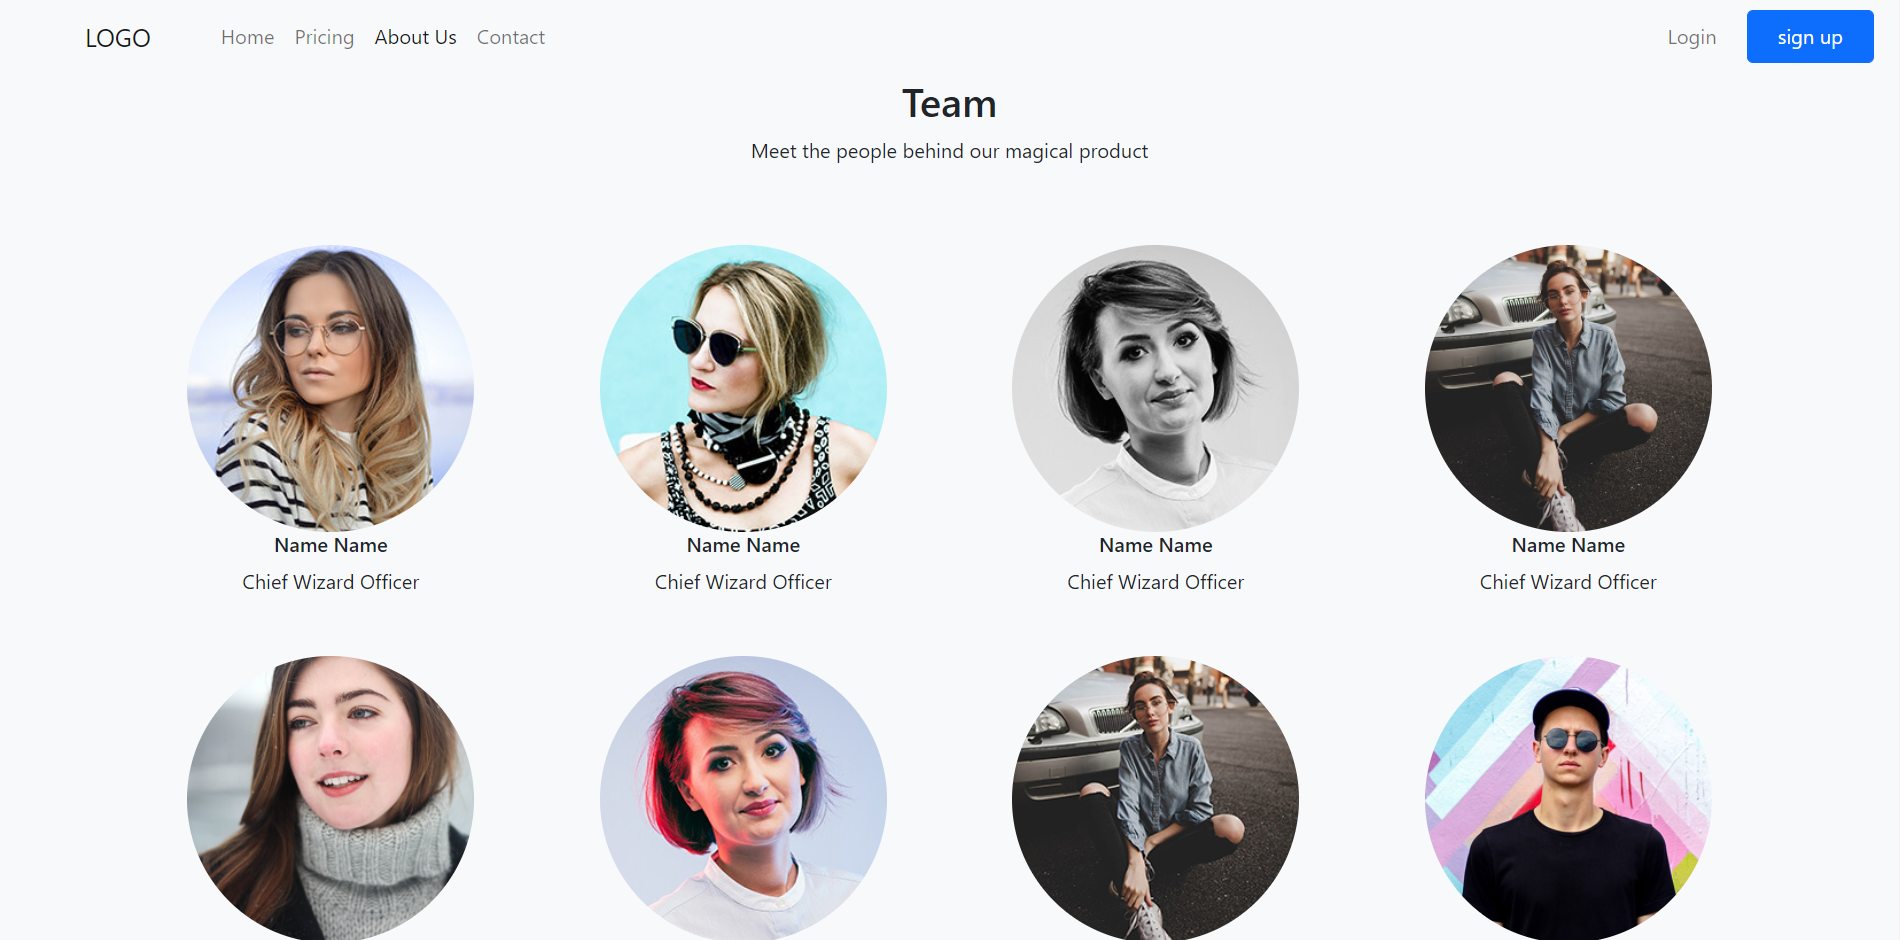 LOGO Home Pricing About Us Contact Login sign up
Team
Meet the people behind our magical product
Name Name Name Name Name Name Name Name
Chief Wizard Officer Chief Wizard Officer Chief Wizard Officer Chief Wizard Officer